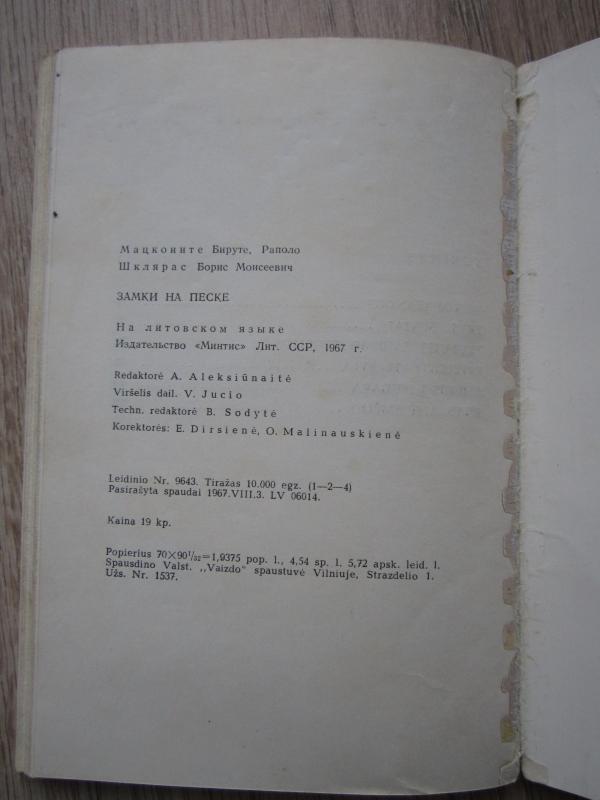 Мацконите Бируте, Раполо
Шклярас Борис Моисеевич
ЗАМКИ НА ПЕСКЕ
На литовском языке
Издательство «Минтис» Лит. ССР, 1967 г.
Redaktorė A. Aleksiūnaitė
Viršelis dail. V. Jucio
Techn. redaktorė B. Sodytė
Korektorės: E. Dirsienė, O. Malinauskienė
Leidinio Nr. 9643. Tiražas 10.000 egz. (1—2—4)
Pasirašyta spaudai 1967.VIII.3. LV 06014.
Kaina 19 kp.
Popierius 70×90¹/₃₂=1,9375 pop. l., 4,54 sp. l. 5,72 apsk. leid. l.
Spausdino Valst. „Vaizdo“ spaustuvė Vilniuje, Strazdelio 1.
Užs. Nr. 1537.